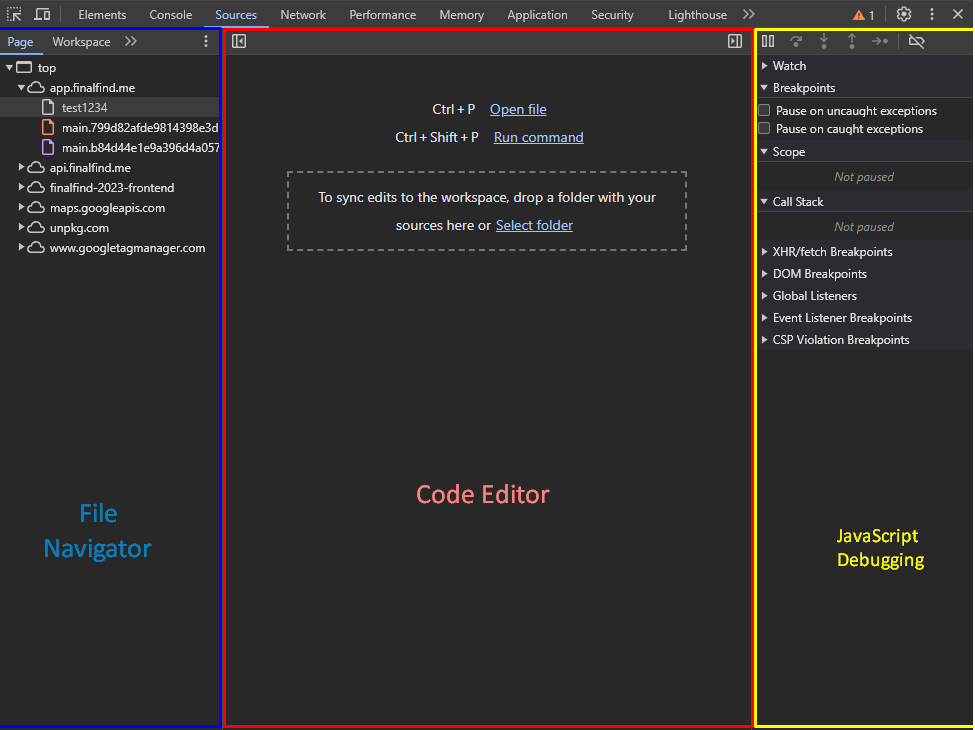 Elements Console Sources Network Performance Memory Application Security Lighthouse 1
Page Workspace
top
app.finalfind.me
test1234
main.799d82afde9814398e3d
main.b84d44e1e9a396d4a057
api.finalfind.me
finalfind-2023-frontend
maps.googleapis.com
unpkg.com
www.googletagmanager.com
File
Navigator
Ctrl + P Open file
Ctrl + Shift + P Run command
To sync edits to the workspace, drop a folder with your
sources here or Select folder
Code Editor
Watch
Breakpoints
Pause on uncaught exceptions
Pause on caught exceptions
Scope
Not paused
Call Stack
Not paused
XHR/fetch Breakpoints
DOM Breakpoints
Global Listeners
Event Listener Breakpoints
CSP Violation Breakpoints
JavaScript
Debugging